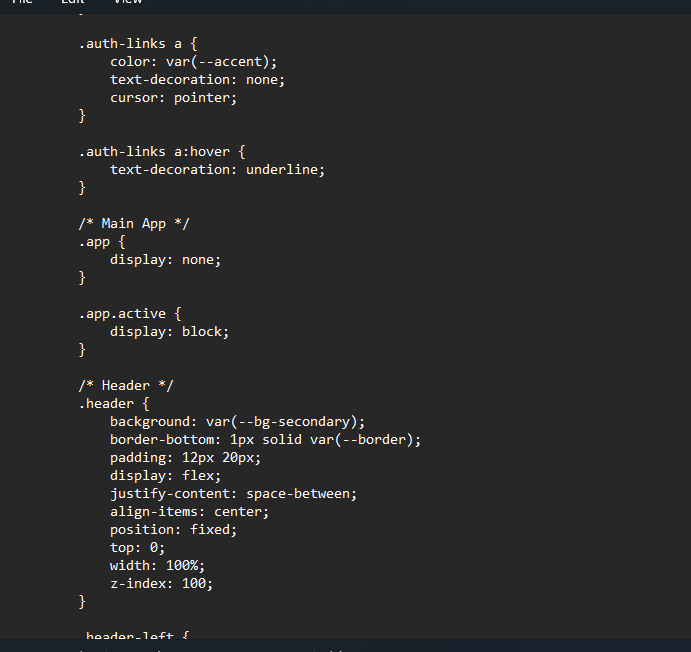 File Edit View
}
.auth-links a {
color: var(--accent);
text-decoration: none;
cursor: pointer;
}
.auth-links a:hover {
text-decoration: underline;
}
/* Main App */
.app {
display: none;
}
.app.active {
display: block;
}
/* Header */
.header {
background: var(--bg-secondary);
border-bottom: 1px solid var(--border);
padding: 12px 20px;
display: flex;
justify-content: space-between;
align-items: center;
position: fixed;
top: 0;
width: 100%;
z-index: 100;
}
.header-left {